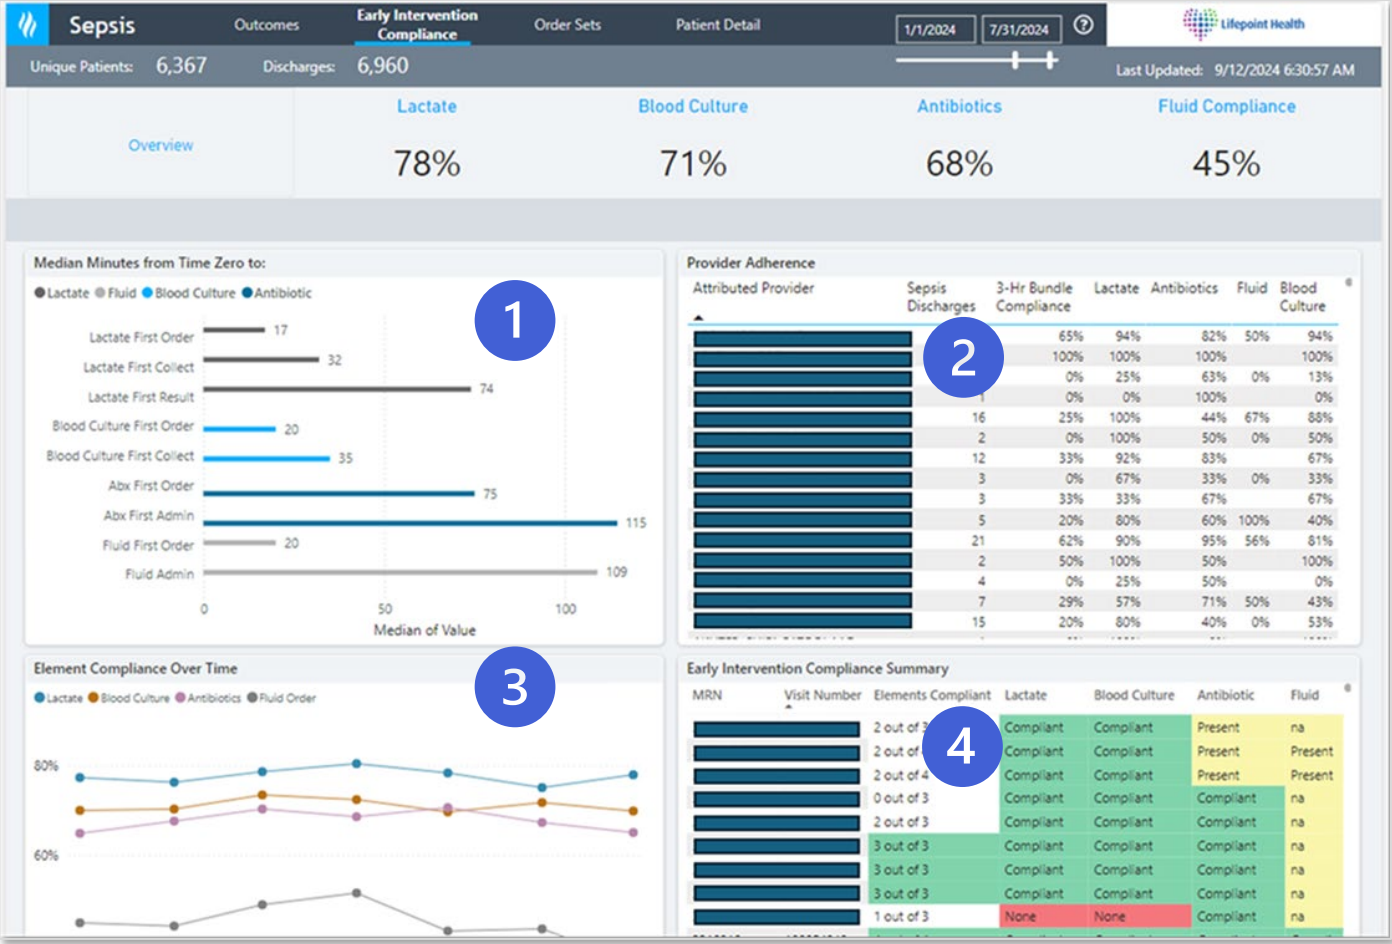 Sepsis
Outcomes
Early Intervention
Compliance
Order Sets
Patient Detail
1/1/2024
7/31/2024
?
Lifepoint Health
Unique Patients: 6,367
Discharges: 6,960
Last Updated: 9/12/2024 6:30:57 AM
Overview
Lactate
Blood Culture
Antibiotics
Fluid Compliance
78%
71%
68%
45%
Median Minutes from Time Zero to:
Lactate Fluid Blood Culture Antibiotic
1
Lactate First Order 17
Lactate First Collect 32
Lactate First Result 74
Blood Culture First Order 20
Blood Culture First Collect 35
Abx First Order 75
Abx First Admin 115
Fluid First Order 20
Fluid Admin 109
0 50 100
Median of Value
Provider Adherence
Attributed Provider Sepsis Discharges 3-Hr Bundle Compliance Lactate Antibiotics Fluid Blood Culture
2
65% 94% 82% 50% 94%
100% 100% 100% 100%
0% 25% 63% 0% 13%
1 0% 0% 100% 0%
16 25% 100% 44% 67% 88%
2 0% 100% 50% 0% 50%
12 33% 92% 83% 67%
3 0% 67% 33% 0% 33%
3 33% 33% 67% 67%
5 20% 80% 60% 100% 40%
21 62% 90% 95% 56% 81%
2 50% 100% 50% 100%
4 0% 25% 50% 0%
7 29% 57% 71% 50% 43%
15 20% 80% 40% 0% 53%
Element Compliance Over Time
Lactate Blood Culture Antibiotics Fluid Order
3
80%
60%
Early Intervention Compliance Summary
MRN Visit Number Elements Compliant Lactate Blood Culture Antibiotic Fluid
4
2 out of 3 Compliant Compliant Present na
2 out of Compliant Compliant Present Present
2 out of 4 Compliant Compliant Present Present
0 out of 3 Compliant Compliant Compliant na
2 out of 3 Compliant Compliant Compliant na
3 out of 3 Compliant Compliant Compliant na
3 out of 3 Compliant Compliant Compliant na
3 out of 3 Compliant Compliant Compliant na
1 out of 3 None None Compliant na